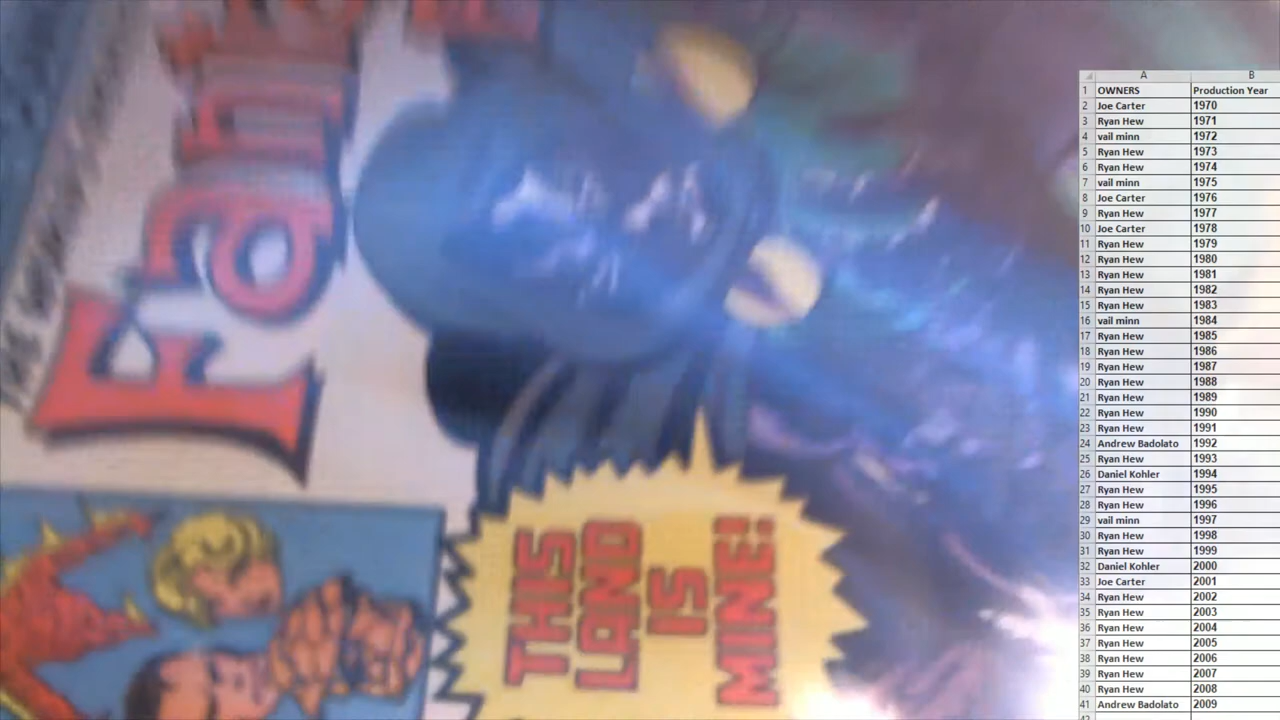 Fant
THIS
LAND
IS
MINE!
A B
1 OWNERS Production Year
2 Joe Carter 1970
3 Ryan Hew 1971
4 vail minn 1972
5 Ryan Hew 1973
6 Ryan Hew 1974
7 vail minn 1975
8 Joe Carter 1976
9 Ryan Hew 1977
10 Joe Carter 1978
11 Ryan Hew 1979
12 Ryan Hew 1980
13 Ryan Hew 1981
14 Ryan Hew 1982
15 Ryan Hew 1983
16 vail minn 1984
17 Ryan Hew 1985
18 Ryan Hew 1986
19 Ryan Hew 1987
20 Ryan Hew 1988
21 Ryan Hew 1989
22 Ryan Hew 1990
23 Ryan Hew 1991
24 Andrew Badolato 1992
25 Ryan Hew 1993
26 Daniel Kohler 1994
27 Ryan Hew 1995
28 Ryan Hew 1996
29 vail minn 1997
30 Ryan Hew 1998
31 Ryan Hew 1999
32 Daniel Kohler 2000
33 Joe Carter 2001
34 Ryan Hew 2002
35 Ryan Hew 2003
36 Ryan Hew 2004
37 Ryan Hew 2005
38 Ryan Hew 2006
39 Ryan Hew 2007
40 Ryan Hew 2008
41 Andrew Badolato 2009